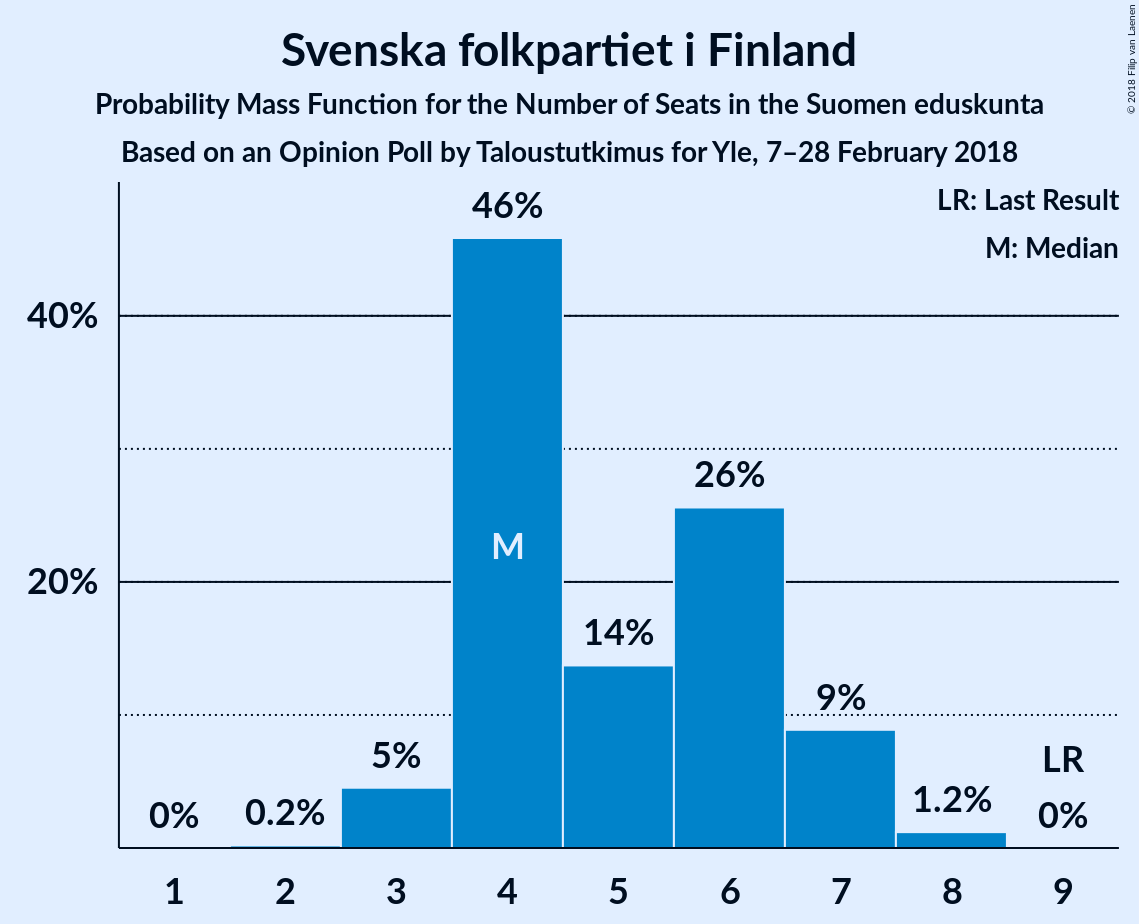 Svenska folkpartiet i Finland
Probability Mass Function for the Number of Seats in the Suomen eduskunta
Based on an Opinion Poll by Taloustutkimus for Yle, 7–28 February 2018
© 2018 Filip van Laenen
LR: Last Result
M: Median
46%
40%
26%
M
20%
14%
9%
5%
LR
0%
0.2%
1.2%
0%
1 2 3 4 5 6 7 8 9